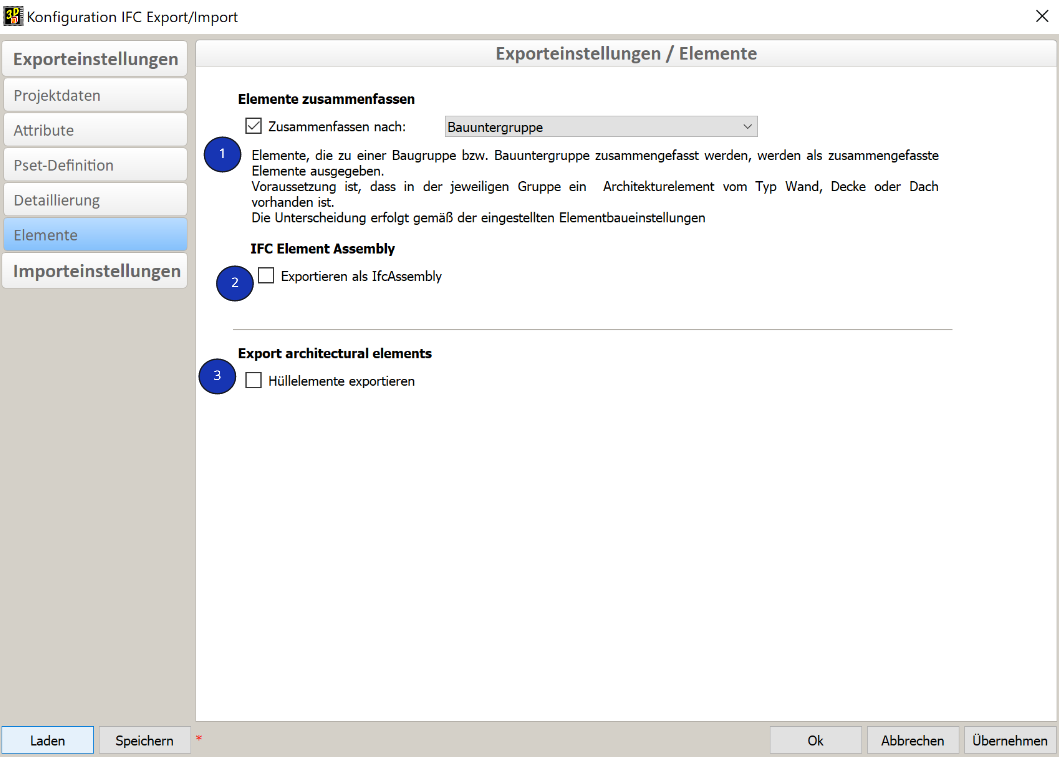 Konfiguration IFC Export/Import
Exporteinstellungen
Projektdaten
Attribute
Pset-Definition
Detaillierung
Elemente
Importeinstellungen
Exporteinstellungen / Elemente
Elemente zusammenfassen
Zusammenfassen nach: Bauuntergruppe
1
Elemente, die zu einer Baugruppe bzw. Bauuntergruppe zusammengefasst werden, werden als zusammengefasste
Elemente ausgegeben.
Voraussetzung ist, dass in der jeweiligen Gruppe ein Architekturelement vom Typ Wand, Decke oder Dach
vorhanden ist.
Die Unterscheidung erfolgt gemäß der eingestellten Elementbaueinstellungen
IFC Element Assembly
2 Exportieren als IfcAssembly
Export architectural elements
3 Hüllelemente exportieren
Laden Speichern * Ok Abbrechen Übernehmen